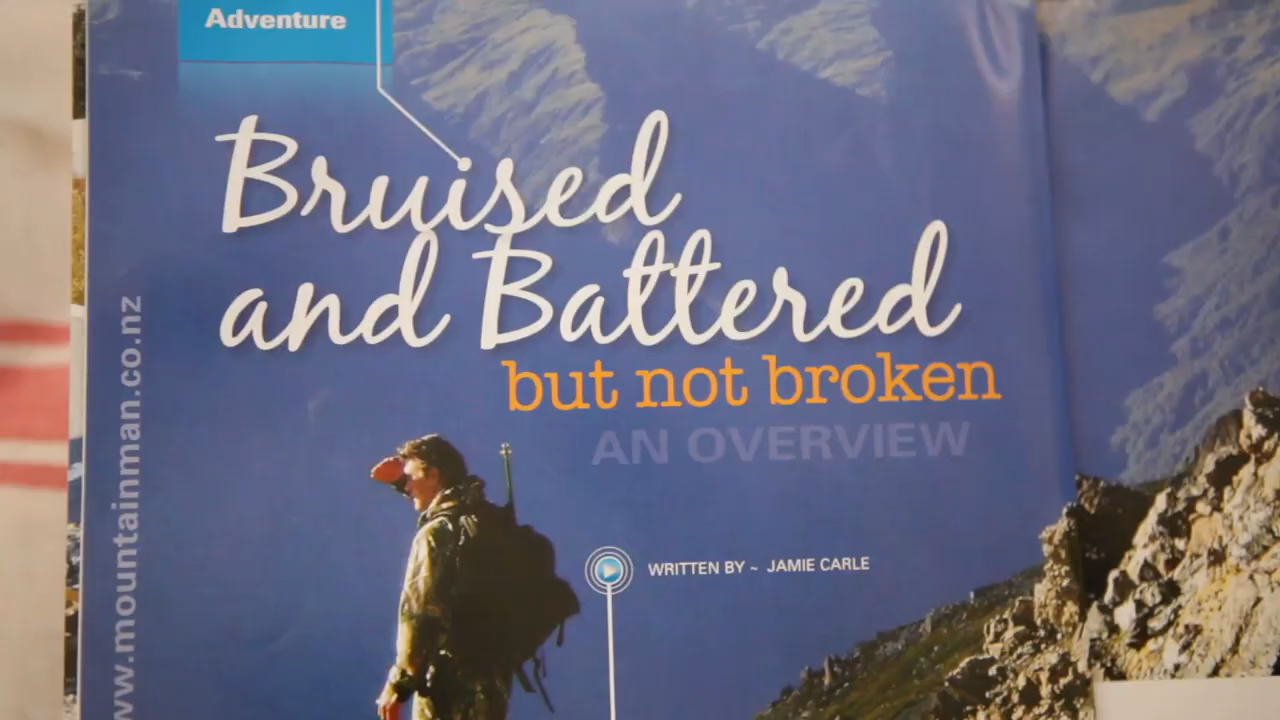 Adventure
Bruised
and Battered
but not broken
AN OVERVIEW
WRITTEN BY ~ JAMIE CARLE
www.mountainman.co.nz